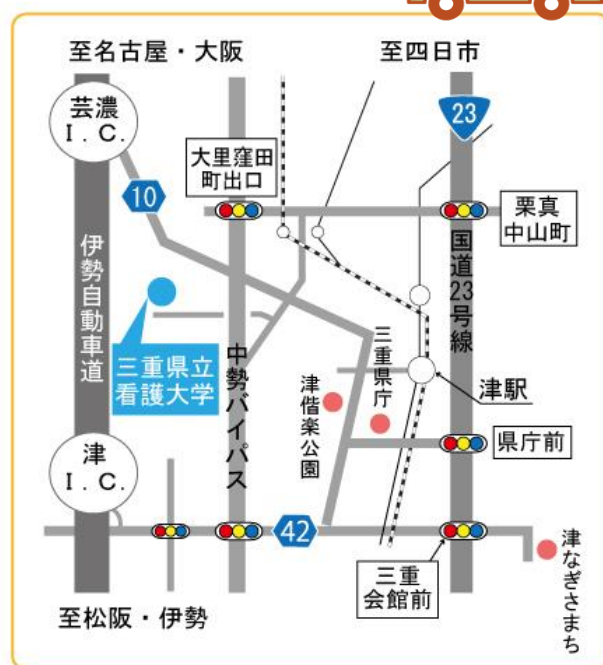 至名古屋・大阪
至四日市
芸濃
I.C.
23
大里窪田
町出口
10
栗真
中山町
伊勢自動車道
国道23号線
三重県立
看護大学
中勢バイパス
三重県庁
津偕楽公園
津駅
県庁前
津
I.C.
42
三重
会館前
津なぎさまち
至松阪・伊勢